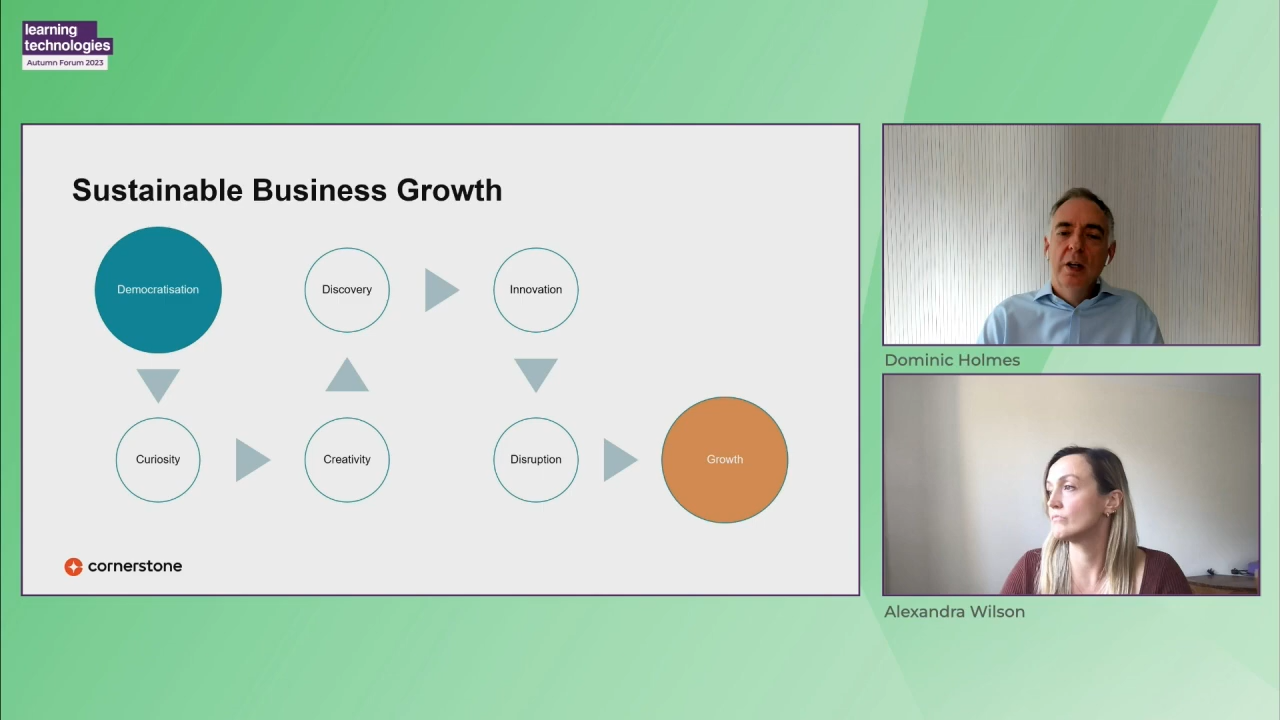 learning
technologies
Autumn Forum 2023
Sustainable Business Growth
Democratisation
Discovery
Innovation
Curiosity
Creativity
Disruption
Growth
cornerstone
Dominic Holmes
Alexandra Wilson